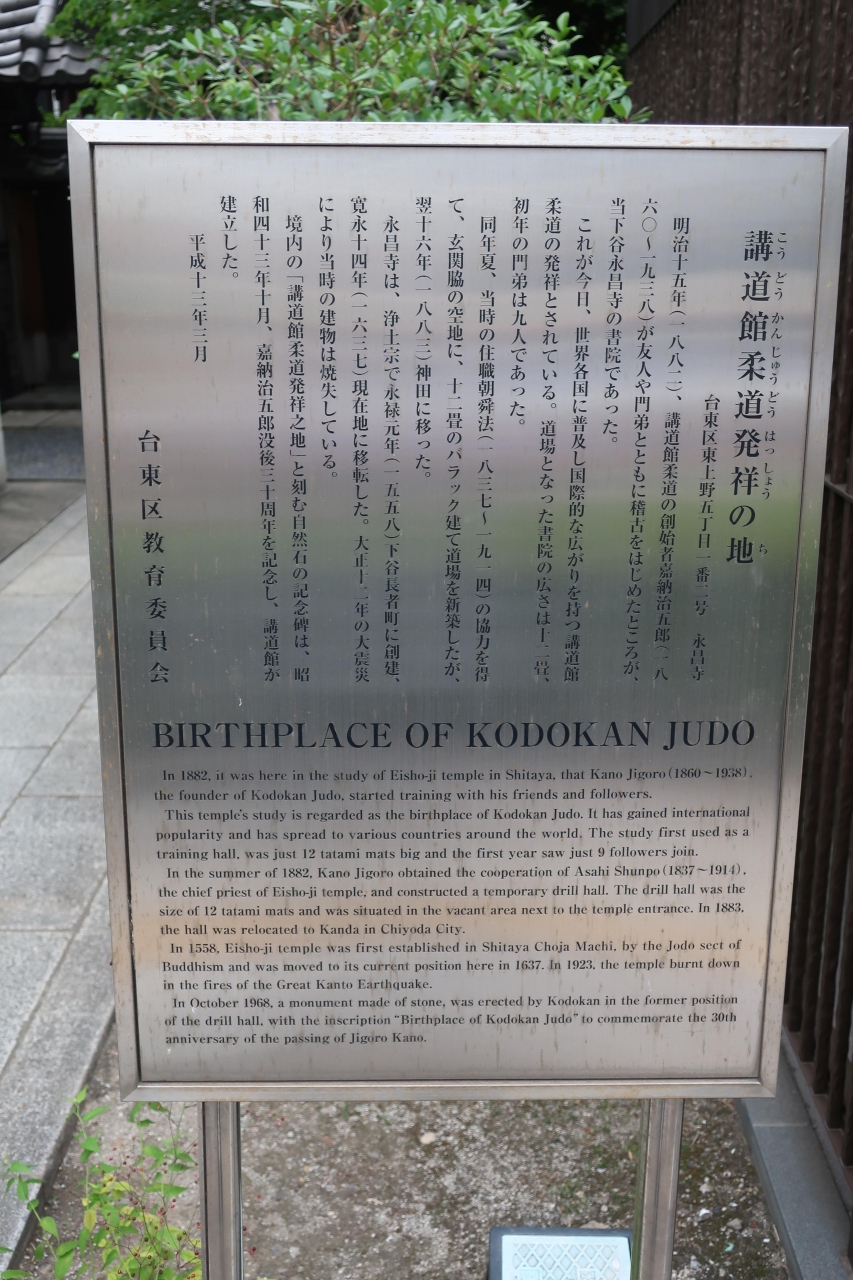 講道館柔道発祥の地
こうどうかんじゅうどうはっしょうのち
台東区東上野五丁目一番二号　永昌寺
明治十五年(一八八二)、講道館柔道の創始者嘉納治五郎(一八
六〇〜一九三八)が友人や門弟とともに稽古をはじめたところが、
当下谷永昌寺の書院であった。
これが今日、世界各国に普及し国際的な広がりを持つ講道館
柔道の発祥とされている。道場となった書院の広さは十二畳、
初年の門弟は九人であった。
同年夏、当時の住職朝舜法(一八三七〜一九一四)の協力を得
て、玄関脇の空地に、十二畳のバラック建て道場を新築したが、
翌十六年(一八八三)神田に移った。
永昌寺は、浄土宗で永禄元年(一五五八)下谷長者町に創建、
寛永十四年(一六三七)現在地に移転した。大正十二年の大震災
により当時の建物は焼失している。
境内の「講道館柔道発祥之地」と刻む自然石の記念碑は、昭
和四十三年十月、嘉納治五郎没後三十周年を記念し、講道館が
建立した。
平成十三年三月
台東区教育委員会
BIRTHPLACE OF KODOKAN JUDO
In 1882, it was here in the study of Eisho-ji temple in Shitaya, that Kano Jigoro(1860~1938),
the founder of Kodokan Judo, started training with his friends and followers.
This temple's study is regarded as the birthplace of Kodokan Judo. It has gained international
popularity and has spread to various countries around the world. The study first used as a
training hall, was just 12 tatami mats big and the first year saw just 9 followers join.
In the summer of 1882, Kano Jigoro obtained the cooperation of Asahi Shunpo(1837~1914),
the chief priest of Eisho-ji temple, and constructed a temporary drill hall. The drill hall was the
size of 12 tatami mats and was situated in the vacant area next to the temple entrance. In 1883,
the hall was relocated to Kanda in Chiyoda City.
In 1558, Eisho-ji temple was first established in Shitaya Choja Machi, by the Jodo sect of
Buddhism and was moved to its current position here in 1637. In 1923, the temple burnt down
in the fires of the Great Kanto Earthquake.
In October 1968, a monument made of stone, was erected by Kodokan in the former position
of the drill hall, with the inscription "Birthplace of Kodokan Judo" to commemorate the 30th
anniversary of the passing of Jigoro Kano.